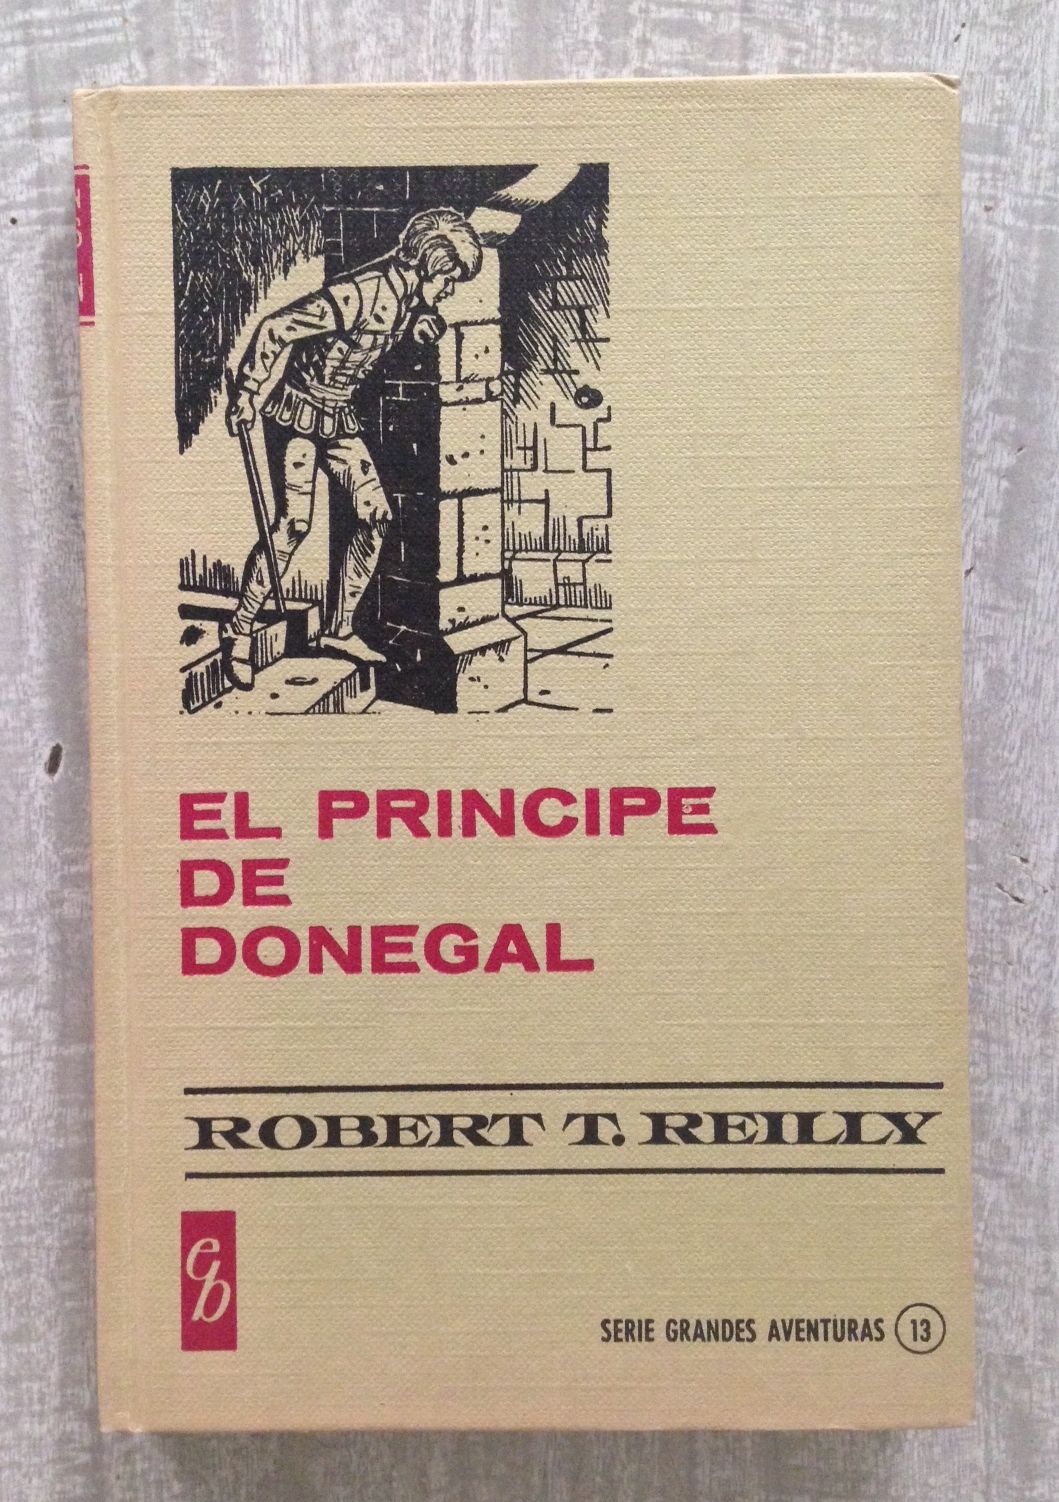 EL PRINCIPE
DE
DONEGAL
ROBERT T. REILLY
eb
SERIE GRANDES AVENTURAS 13